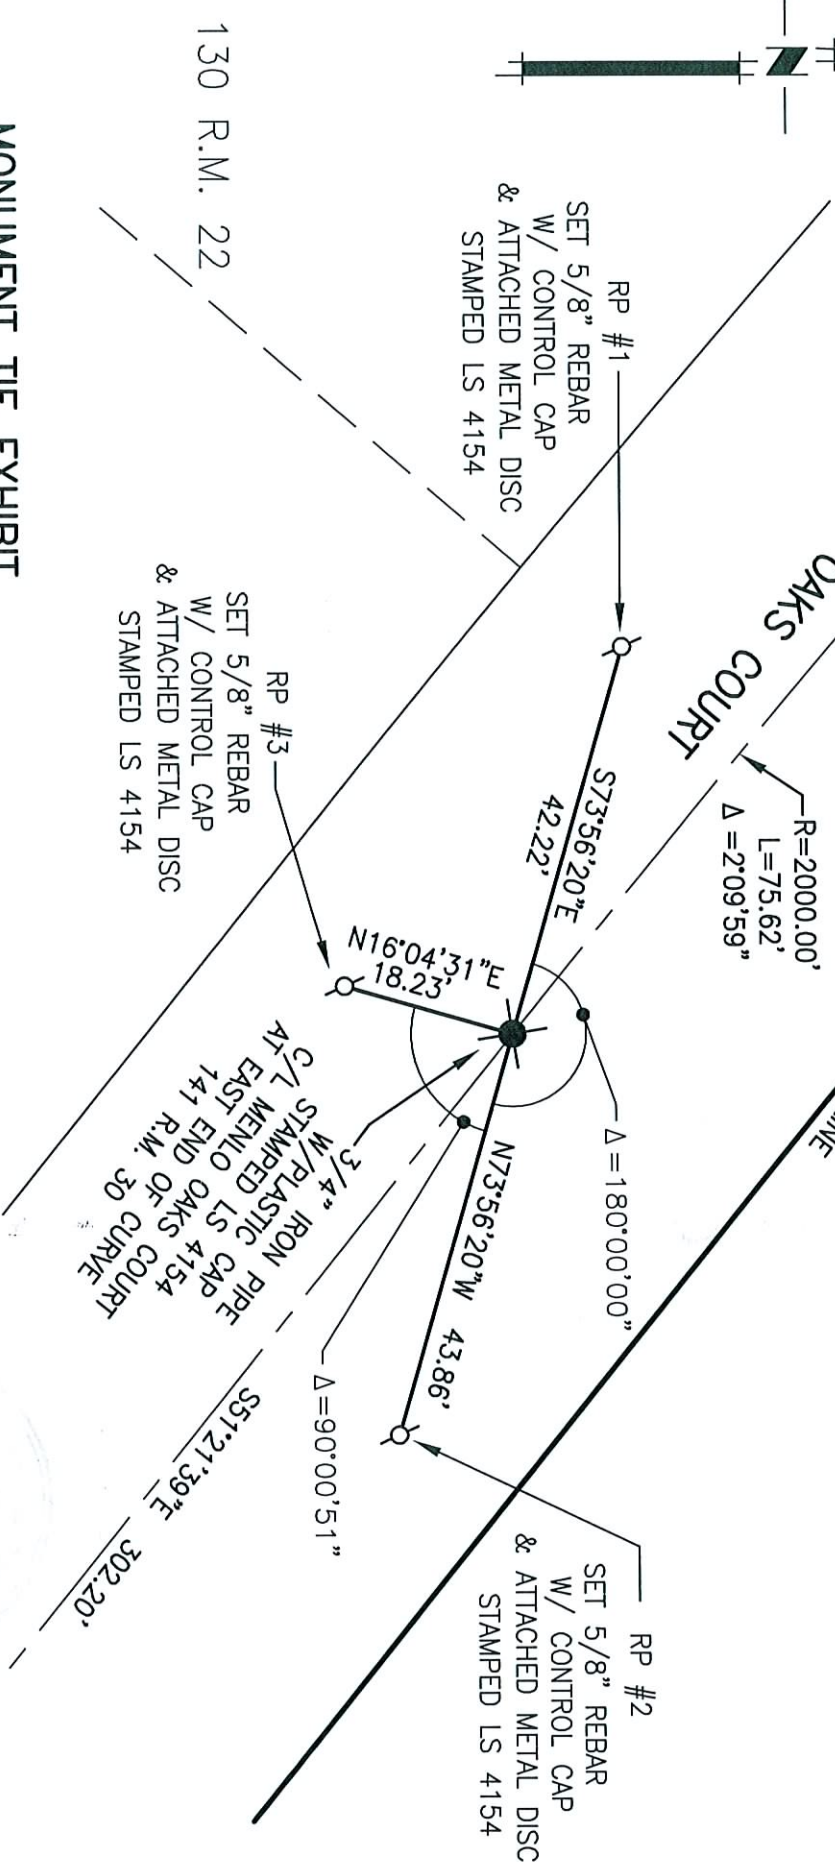 N
OAKS COURT
R=2000.00'
L=75.62'
Δ=2°09'59"
RP #1
SET 5/8" REBAR
W/ CONTROL CAP
& ATTACHED METAL DISC
STAMPED LS 4154
S73°56'20"E
42.22'
Δ=180°00'00"
N73°56'20"W 43.86'
RP #2
SET 5/8" REBAR
W/ CONTROL CAP
& ATTACHED METAL DISC
STAMPED LS 4154
N16°04'31"E
18.23'
Δ=90°00'51"
3/4" IRON PIPE
W/PLASTIC CAP
STAMPED LS 4154
C/L MENLO OAKS COURT
AT EAST END OF CURVE
141 R.M. 30
S51°21'39"E 302.20'
RP #3
SET 5/8" REBAR
W/ CONTROL CAP
& ATTACHED METAL DISC
STAMPED LS 4154
130 R.M. 22
MONUMENT TIE EXHIBIT